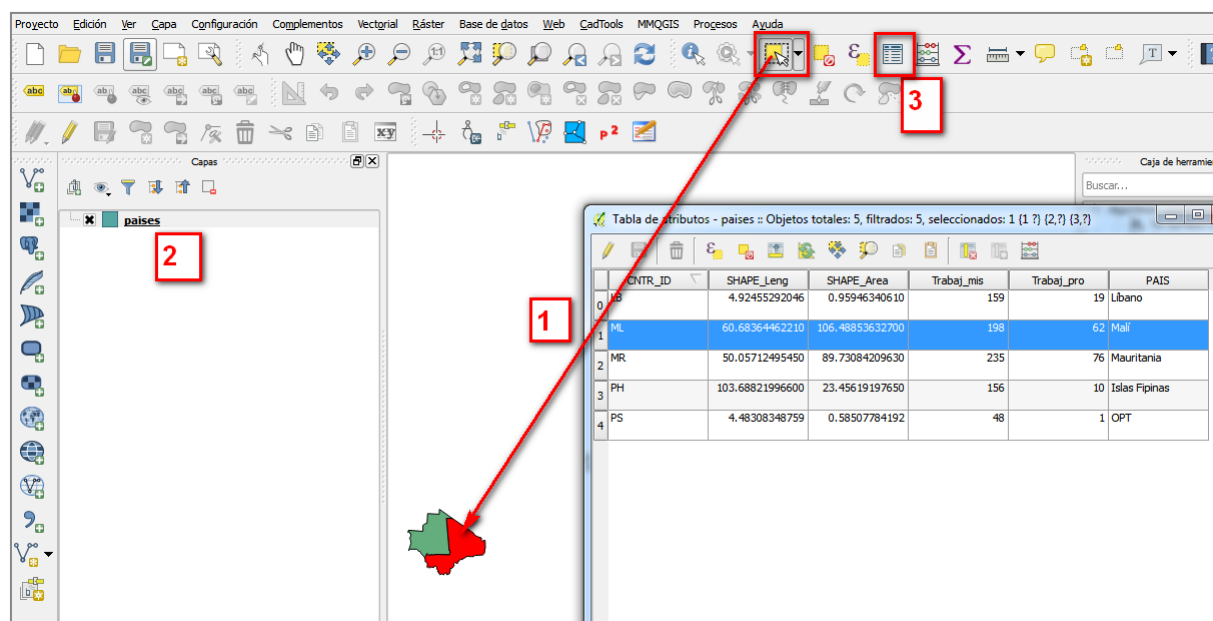 Proyecto Edición Ver Capa Configuración Complementos Vectorial Ráster Base de datos Web CadTools MMQGIS Procesos Ayuda
3
Capas
Caja de herramie
Buscar...
paises
2
1
Tabla de atributos - paises :: Objetos totales: 5, filtrados: 5, seleccionados: 1 {1 ?} {2,?} {3,?}
CNTR_ID SHAPE_Leng SHAPE_Area Trabaj_mis Trabaj_pro PAIS
0 LB 4.92455292046 0.95946340610 159 19 Líbano
1 ML 60.68364462210 106.48853632700 198 62 Malí
2 MR 50.05712495450 89.73084209630 235 76 Mauritania
3 PH 103.68821996600 23.45619197650 156 10 Islas Fipinas
4 PS 4.48308348759 0.58507784192 48 1 OPT